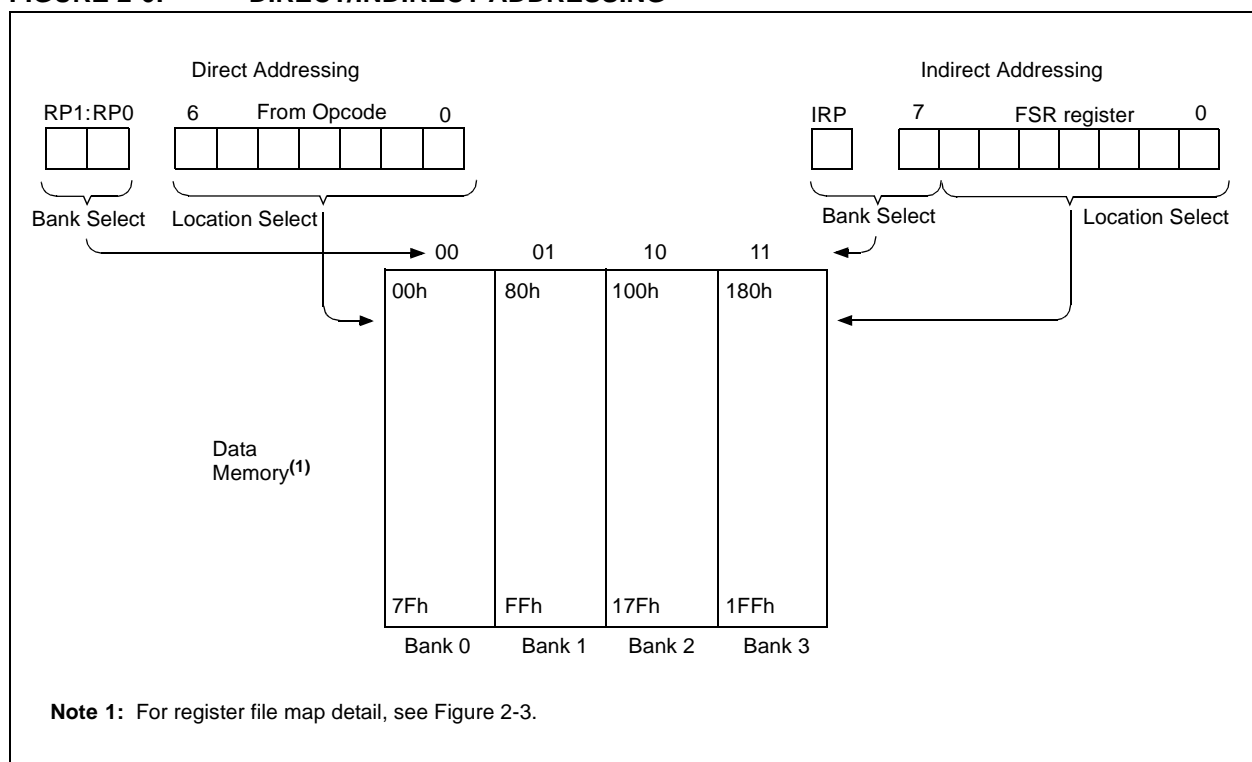 Direct Addressing Indirect Addressing
RP1:RP0 6 From Opcode 0 IRP 7 FSR register 0
Bank Select Location Select Bank Select Location Select
00 01 10 11
00h 80h 100h 180h
Data
Memory(1)
7Fh FFh 17Fh 1FFh
Bank 0 Bank 1 Bank 2 Bank 3
Note 1: For register file map detail, see Figure 2-3.